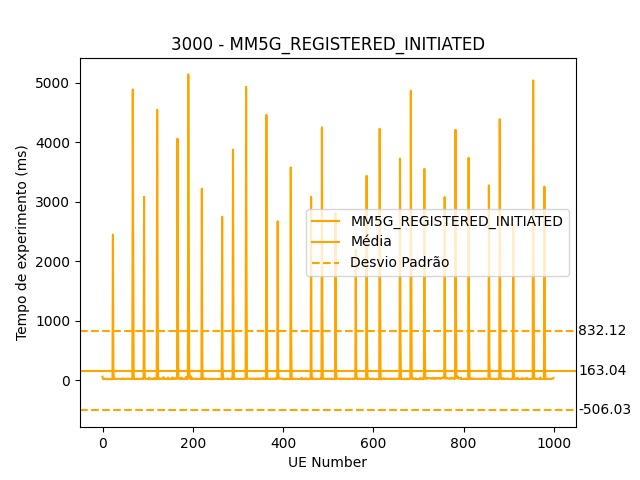 3000 - MM5G_REGISTERED_INITIATED
Tempo de experimento (ms)
5000
4000
3000
2000
1000
0
MM5G_REGISTERED_INITIATED
Média
Desvio Padrão
832.12
163.04
-506.03
0 200 400 600 800 1000
UE Number